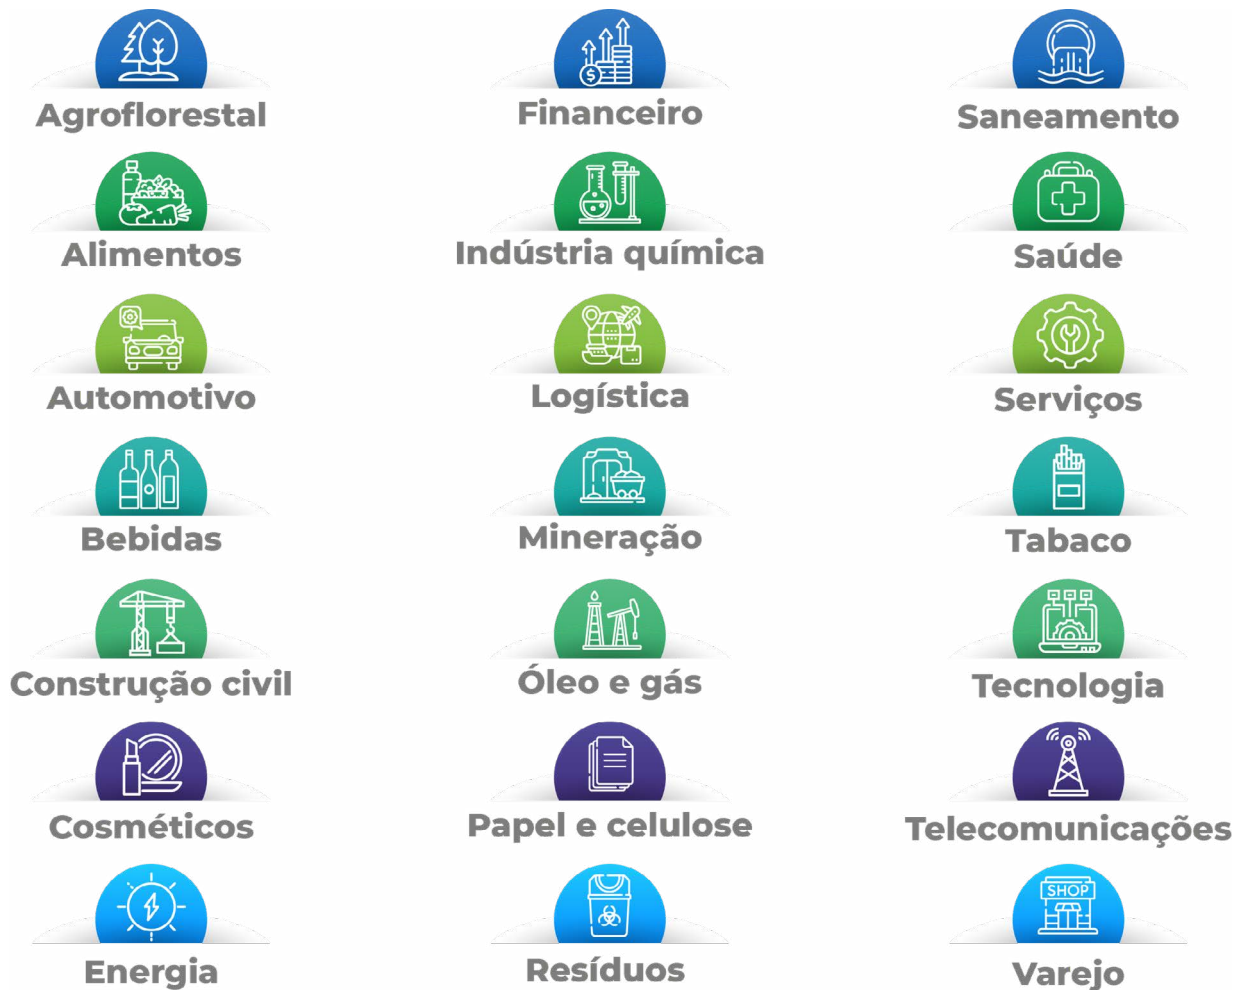 Agroflorestal
Financeiro
Saneamento
Alimentos
Indústria química
Saúde
Automotivo
Logística
Serviços
Bebidas
Mineração
Tabaco
Construção civil
Óleo e gás
Tecnologia
Cosméticos
Papel e celulose
Telecomunicações
SHOP
Energia
Resíduos
Varejo